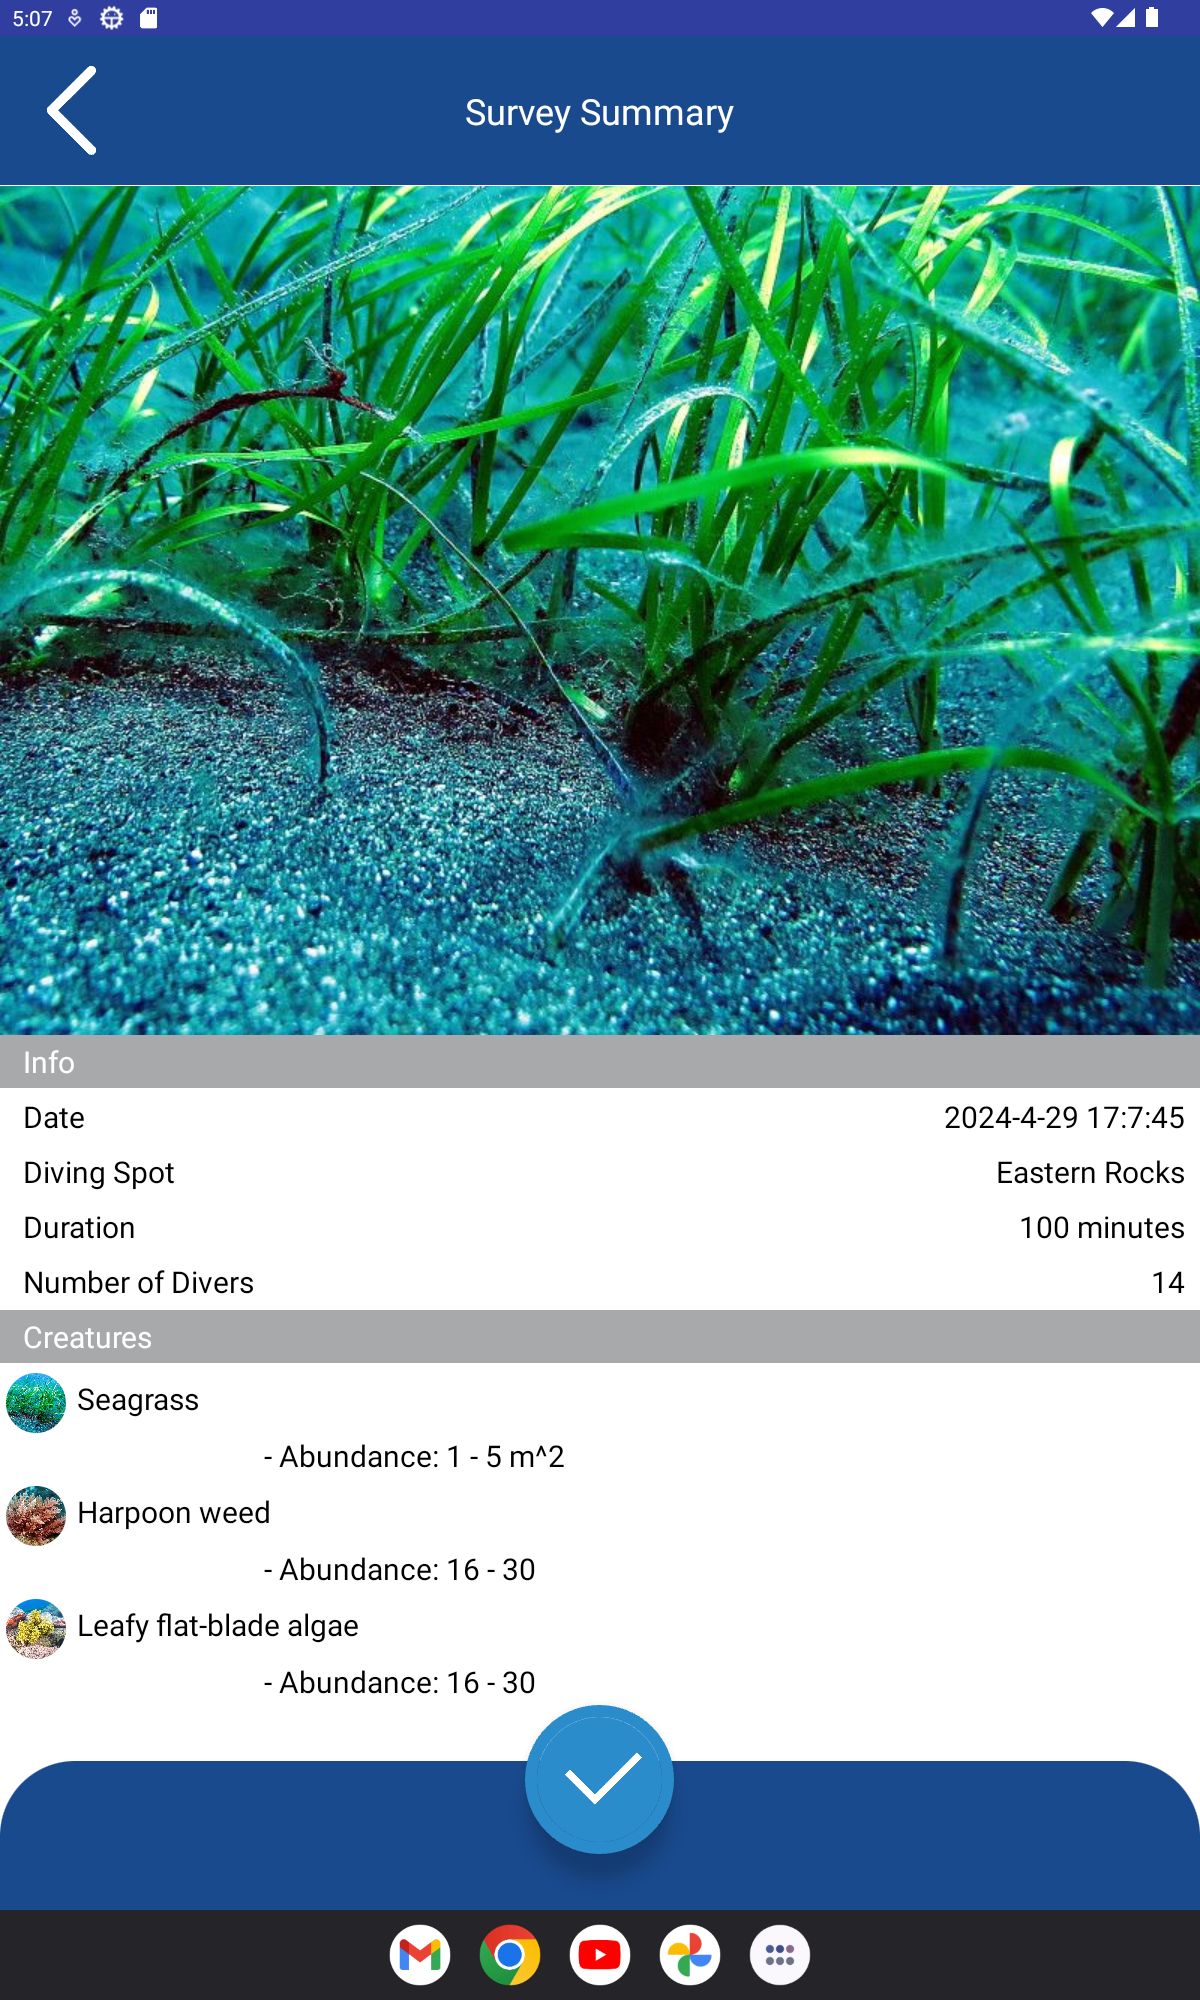 5:07
Survey Summary
Info
Date 2024-4-29 17:7:45
Diving Spot Eastern Rocks
Duration 100 minutes
Number of Divers 14
Creatures
Seagrass
- Abundance: 1 - 5 m^2
Harpoon weed
- Abundance: 16 - 30
Leafy flat-blade algae
- Abundance: 16 - 30